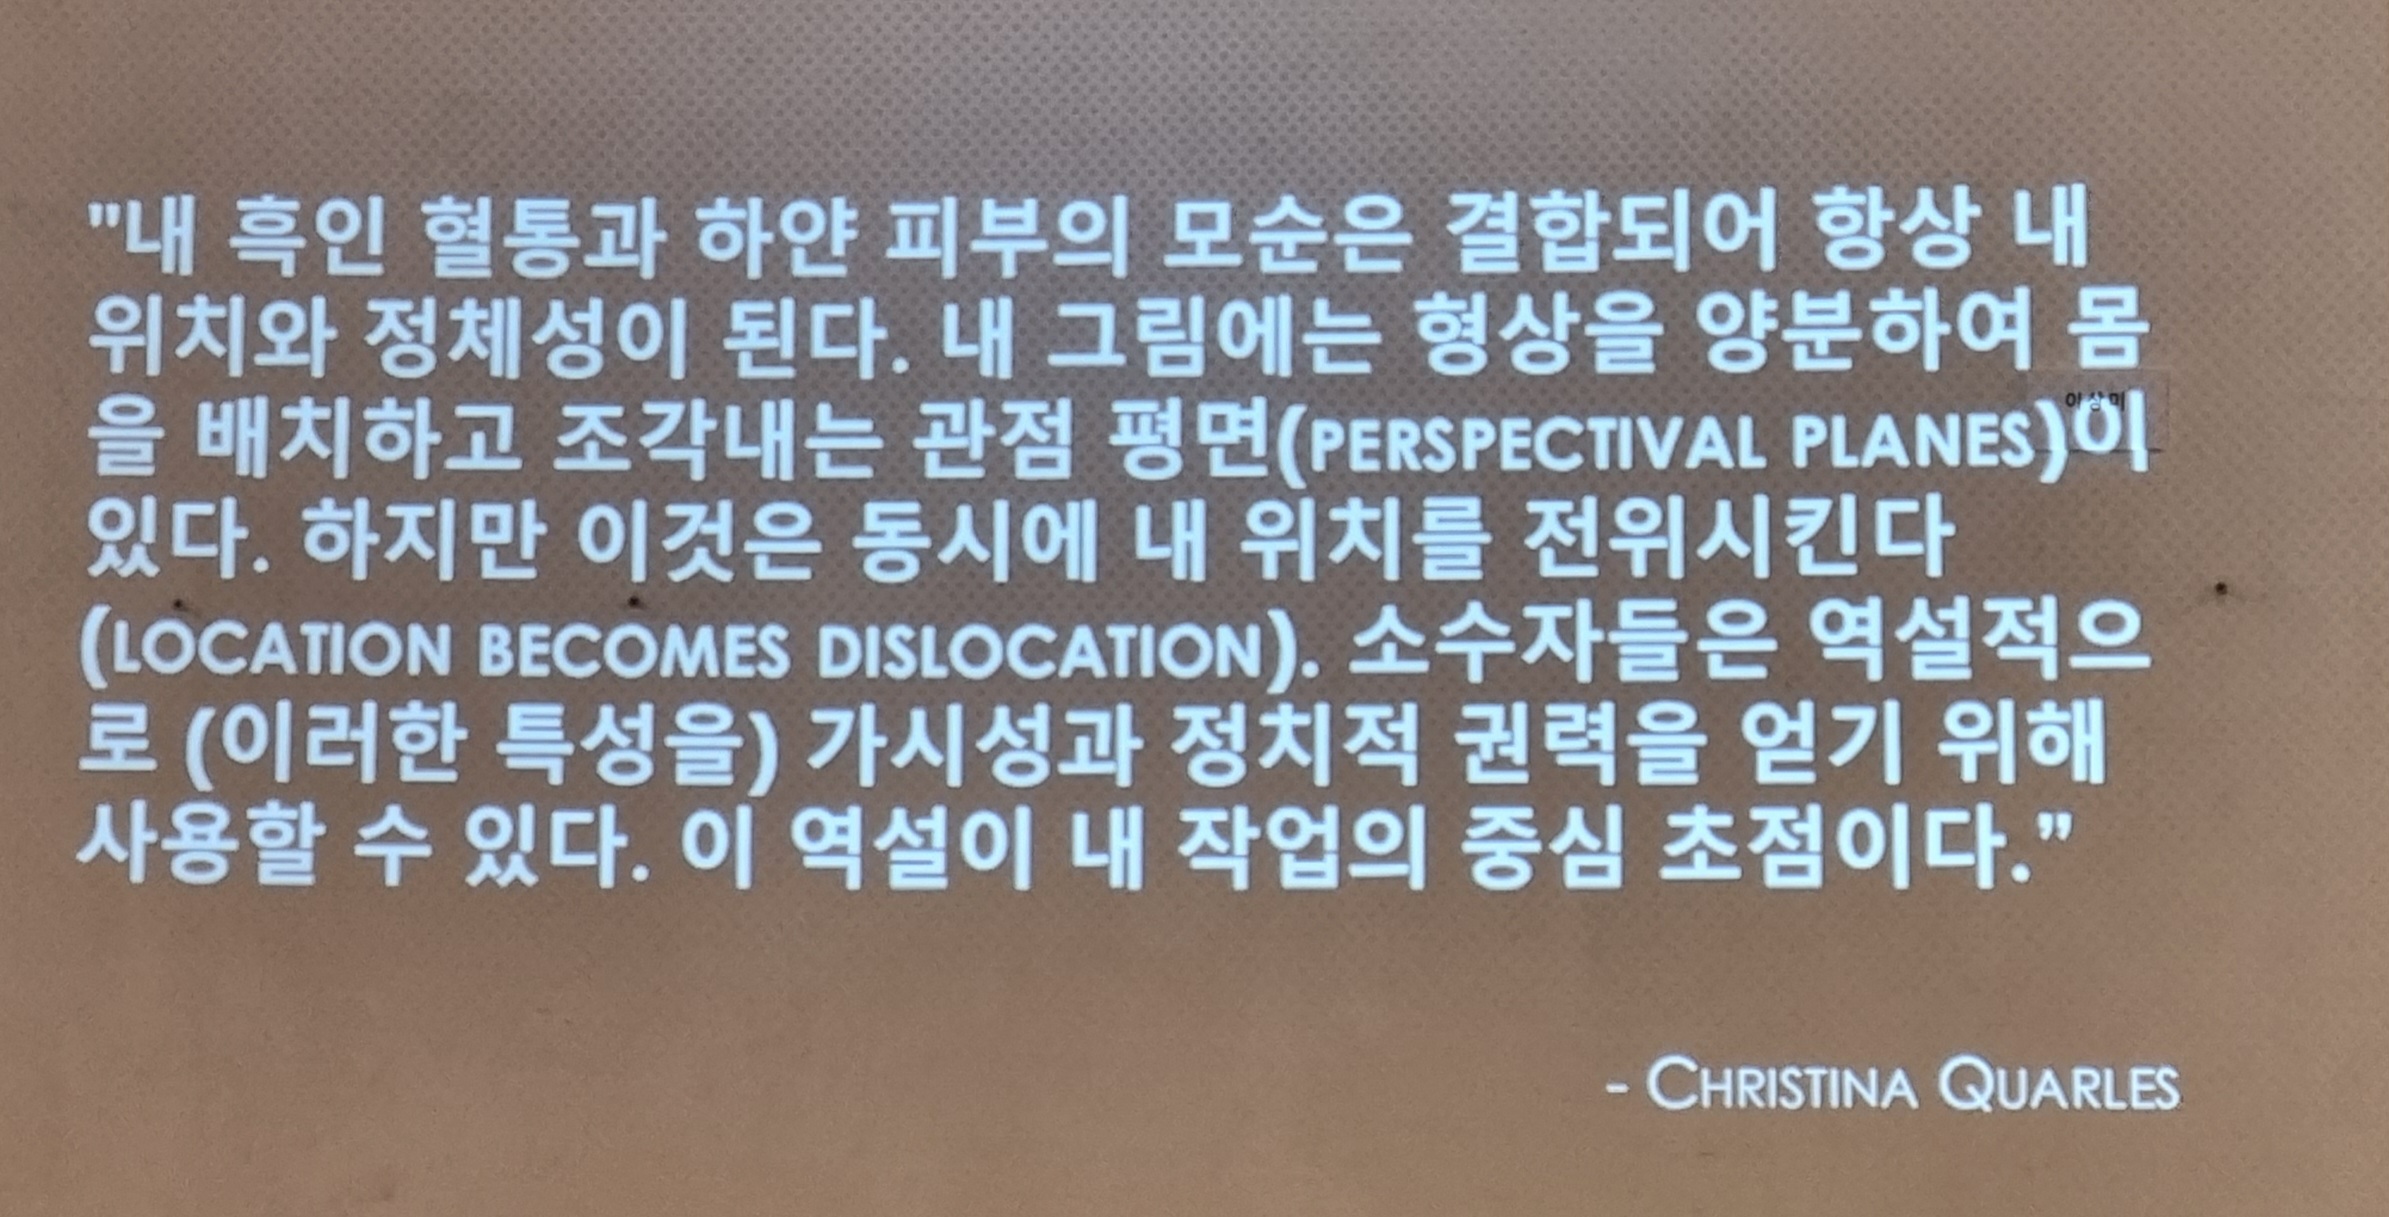 "내 흑인 혈통과 하얀 피부의 모순은 결합되어 항상 내
위치와 정체성이 된다. 내 그림에는 형상을 양분하여 몸
을 배치하고 조각내는 관점 평면(PERSPECTIVAL PLANES)이
이상미
있다. 하지만 이것은 동시에 내 위치를 전위시킨다
(LOCATION BECOMES DISLOCATION). 소수자들은 역설적으
로 (이러한 특성을) 가시성과 정치적 권력을 얻기 위해
사용할 수 있다. 이 역설이 내 작업의 중심 초점이다.”
- CHRISTINA QUARLES